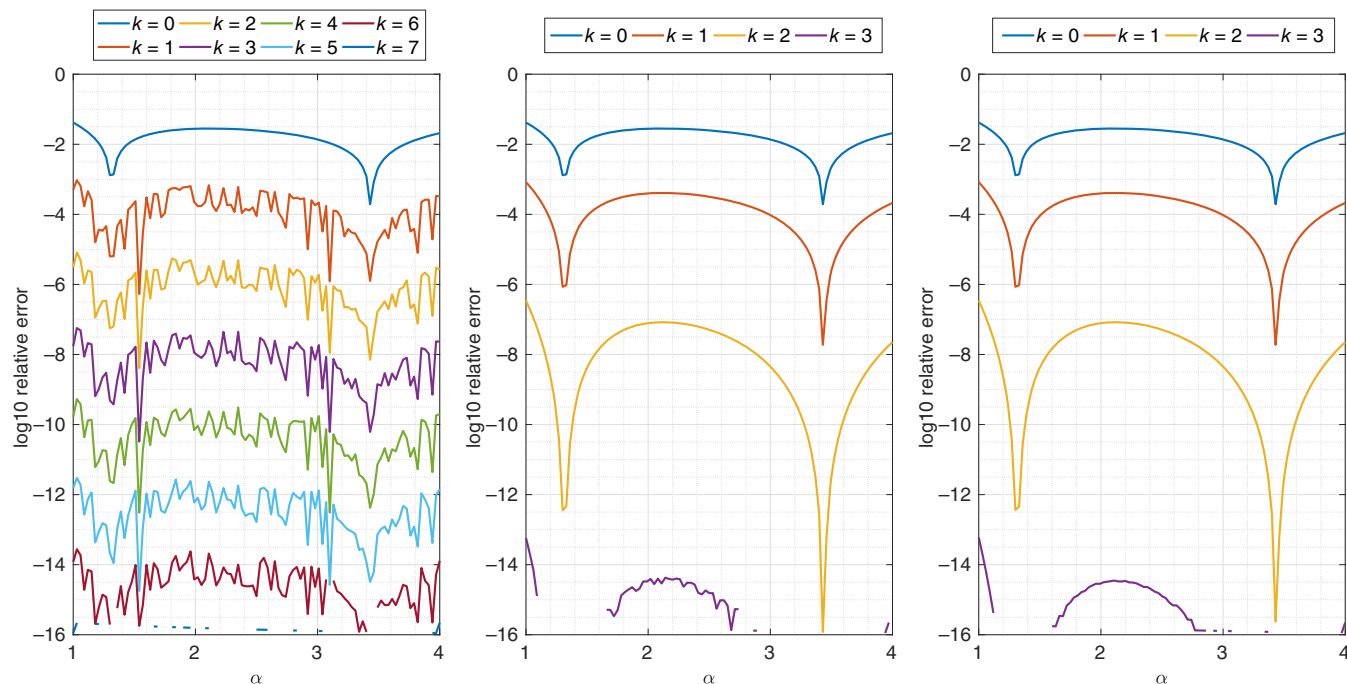 k = 0 k = 2 k = 4 k = 6
k = 1 k = 3 k = 5 k = 7
0
−2
−4
−6
−8
−10
−12
−14
−16
log10 relative error
1 2 3 4
α
k = 0 k = 1 k = 2 k = 3
0
−2
−4
−6
−8
−10
−12
−14
−16
log10 relative error
1 2 3 4
α
k = 0 k = 1 k = 2 k = 3
0
−2
−4
−6
−8
−10
−12
−14
−16
log10 relative error
1 2 3 4
α